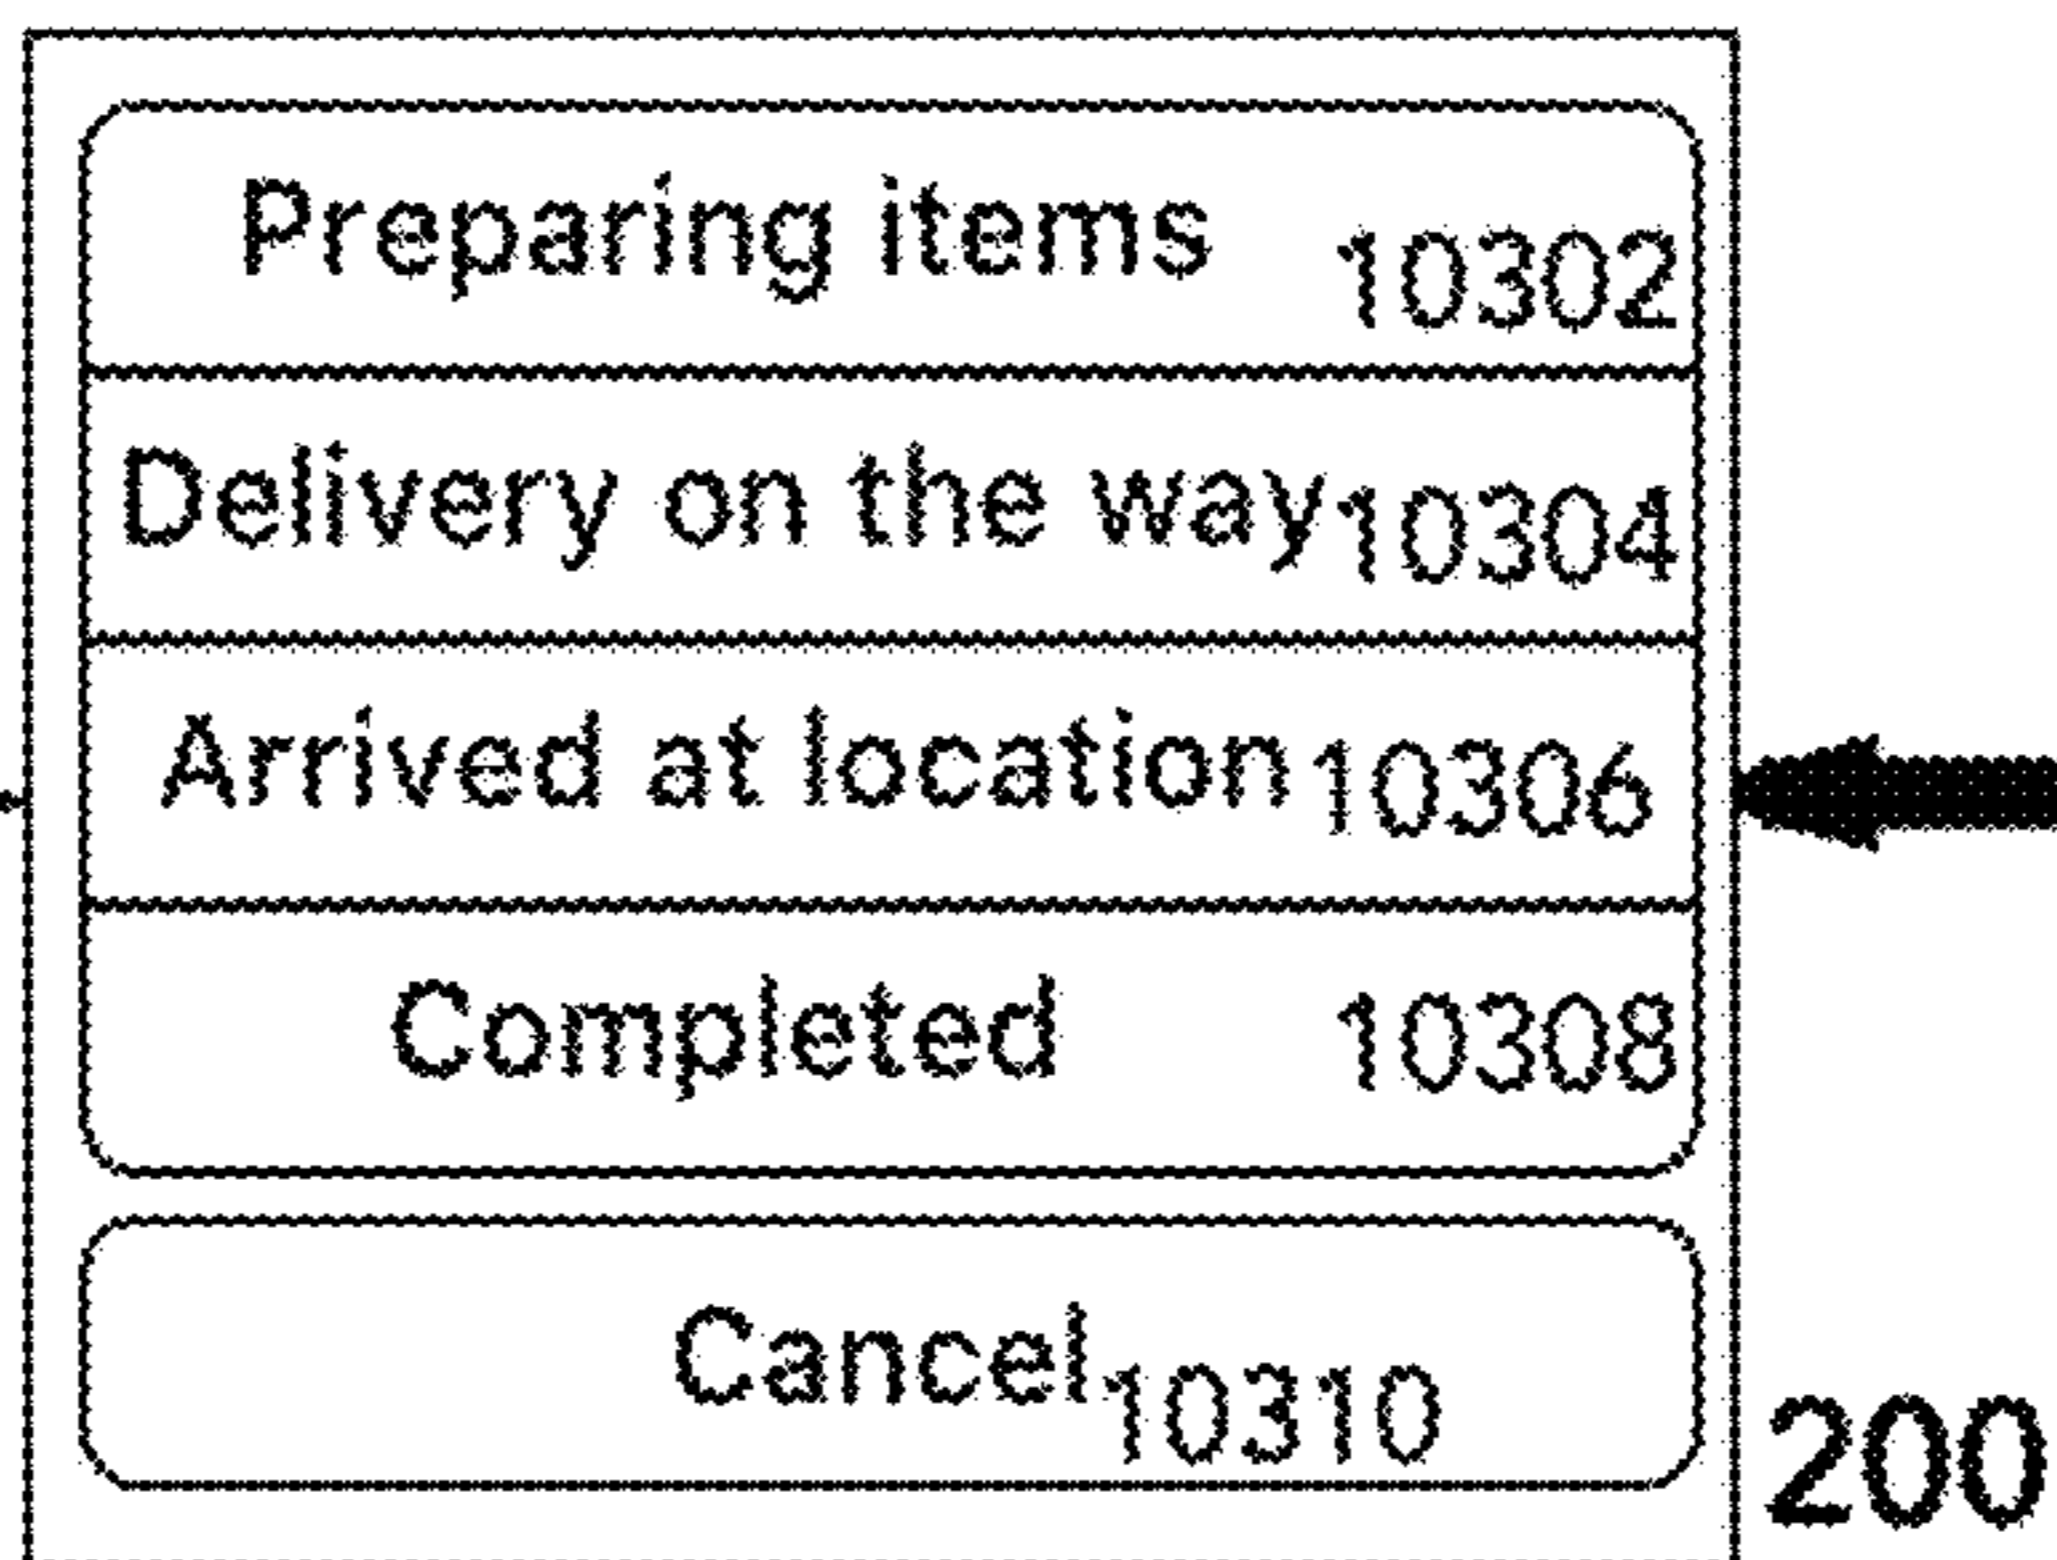 Preparing items 10302
Delivery on the way 10304
Arrived at location 10306
Completed 10308
Cancel 10310
200